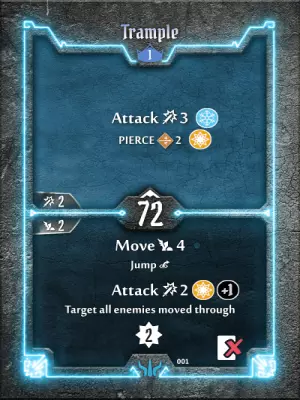 Trample
1
Attack 3
PIERCE 2
2
72
2
Move 4
Jump
Attack 2 +1
Target all enemies moved through
2
001